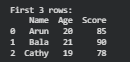 First 3 rows:
    Name  Age  Score
0   Arun   20     85
1   Bala   21     90
2  Cathy   19     78